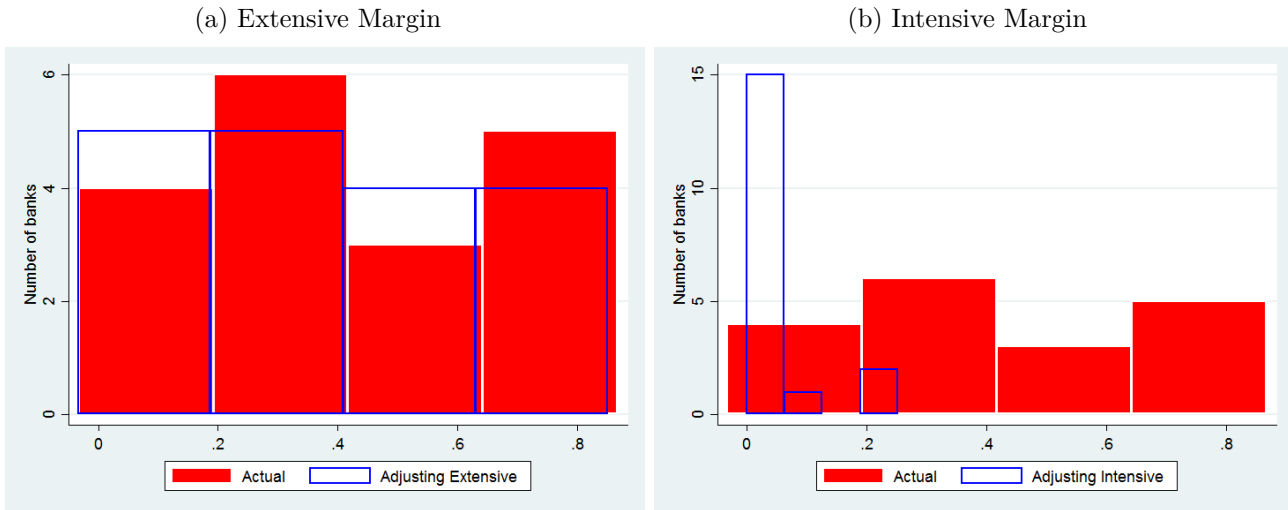 (a) Extensive Margin
Number of banks
6
4
2
0
0 .2 .4 .6 .8
Actual Adjusting Extensive
(b) Intensive Margin
Number of banks
15
10
5
0
0 .2 .4 .6 .8
Actual Adjusting Intensive